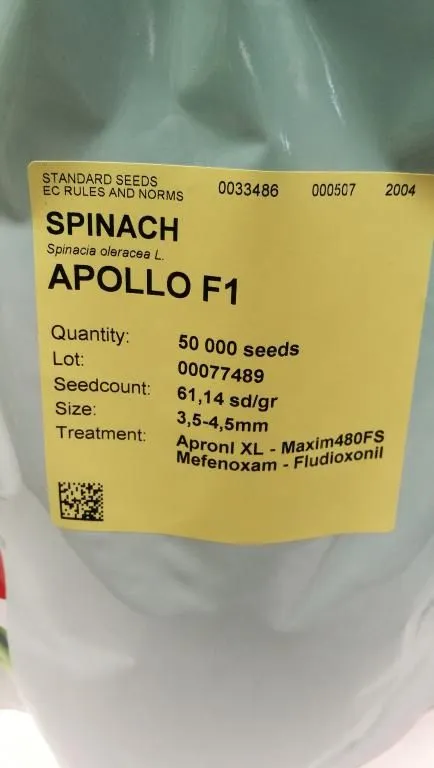 STANDARD SEEDS
EC RULES AND NORMS 0033486 000507 2004
SPINACH
Spinacia oleracea L.
APOLLO F1
Quantity: 50 000 seeds
Lot: 00077489
Seedcount: 61,14 sd/gr
Size: 3,5-4,5mm
Treatment: Apronl XL - Maxim480FS
Mefenoxam - Fludioxonil